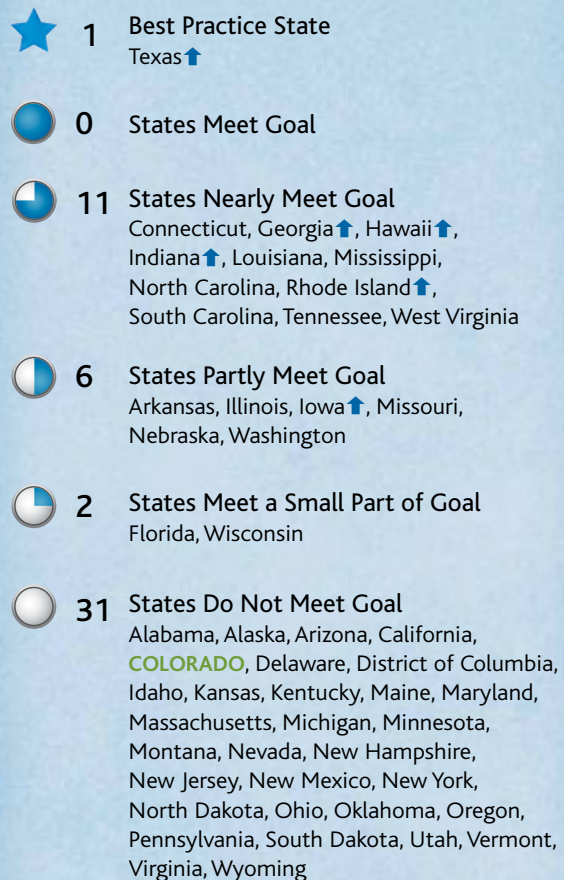 1 Best Practice State
Texas⬆
0 States Meet Goal
11 States Nearly Meet Goal
Connecticut, Georgia⬆, Hawaii⬆,
Indiana⬆, Louisiana, Mississippi,
North Carolina, Rhode Island⬆,
South Carolina, Tennessee, West Virginia
6 States Partly Meet Goal
Arkansas, Illinois, Iowa⬆, Missouri,
Nebraska, Washington
2 States Meet a Small Part of Goal
Florida, Wisconsin
31 States Do Not Meet Goal
Alabama, Alaska, Arizona, California,
COLORADO, Delaware, District of Columbia,
Idaho, Kansas, Kentucky, Maine, Maryland,
Massachusetts, Michigan, Minnesota,
Montana, Nevada, New Hampshire,
New Jersey, New Mexico, New York,
North Dakota, Ohio, Oklahoma, Oregon,
Pennsylvania, South Dakota, Utah, Vermont,
Virginia, Wyoming